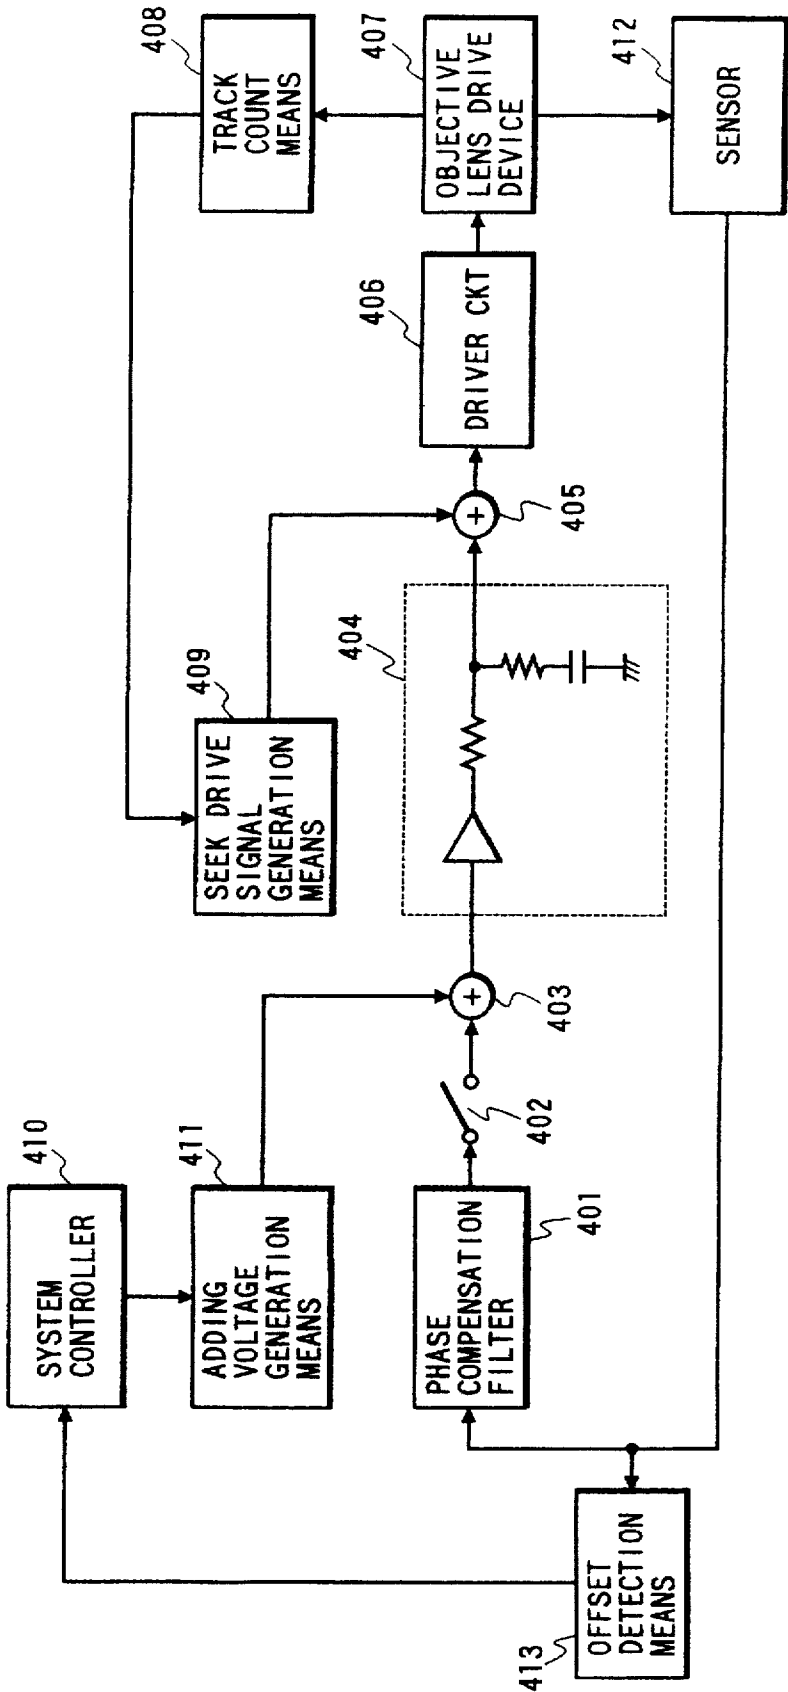 410
SYSTEM
CONTROLLER
411
ADDING
VOLTAGE
GENERATION
MEANS
409
SEEK DRIVE
SIGNAL
GENERATION
MEANS
408
TRACK
COUNT
MEANS
413
OFFSET
DETECTION
MEANS
401
PHASE
COMPENSATION
FILTER
402
403
+
404
405
+
406
DRIVER CKT
407
OBJECTIVE
LENS DRIVE
DEVICE
412
SENSOR